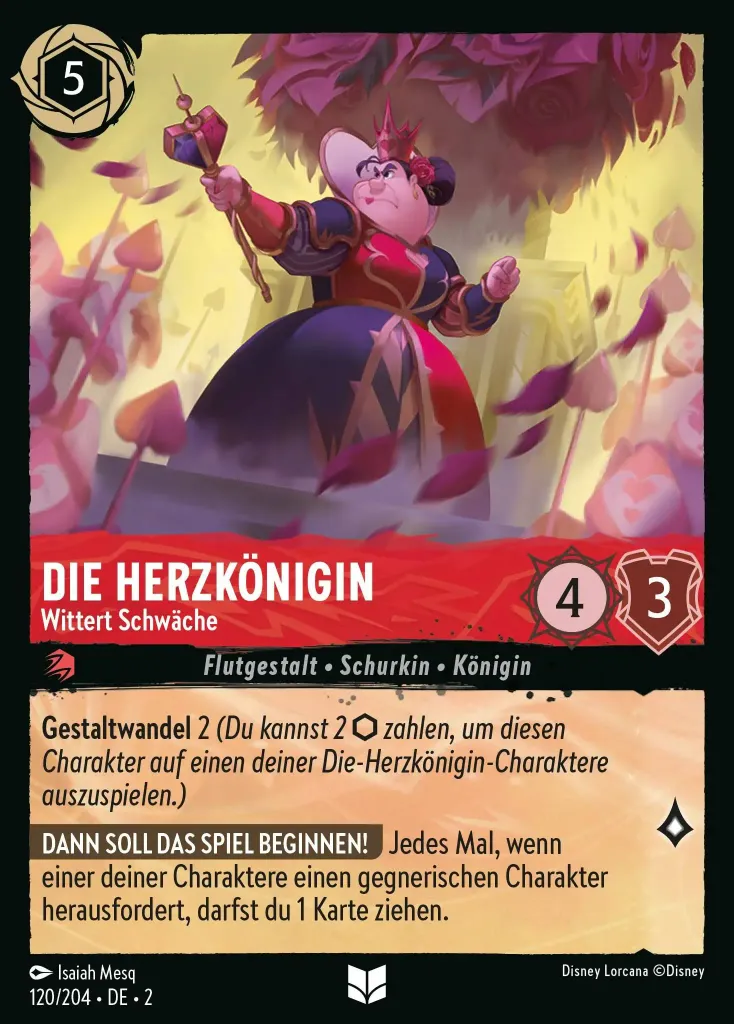 5
DIE HERZKÖNIGIN
Wittert Schwäche
4
3
Flutgestalt • Schurkin • Königin
Gestaltwandel 2 (Du kannst 2 zahlen, um diesen
Charakter auf einen deiner Die-Herzkönigin-Charaktere
auszuspielen.)
DANN SOLL DAS SPIEL BEGINNEN! Jedes Mal, wenn
einer deiner Charaktere einen gegnerischen Charakter
herausfordert, darfst du 1 Karte ziehen.
Isaiah Mesq
Disney Lorcana ©Disney
120/204 • DE • 2